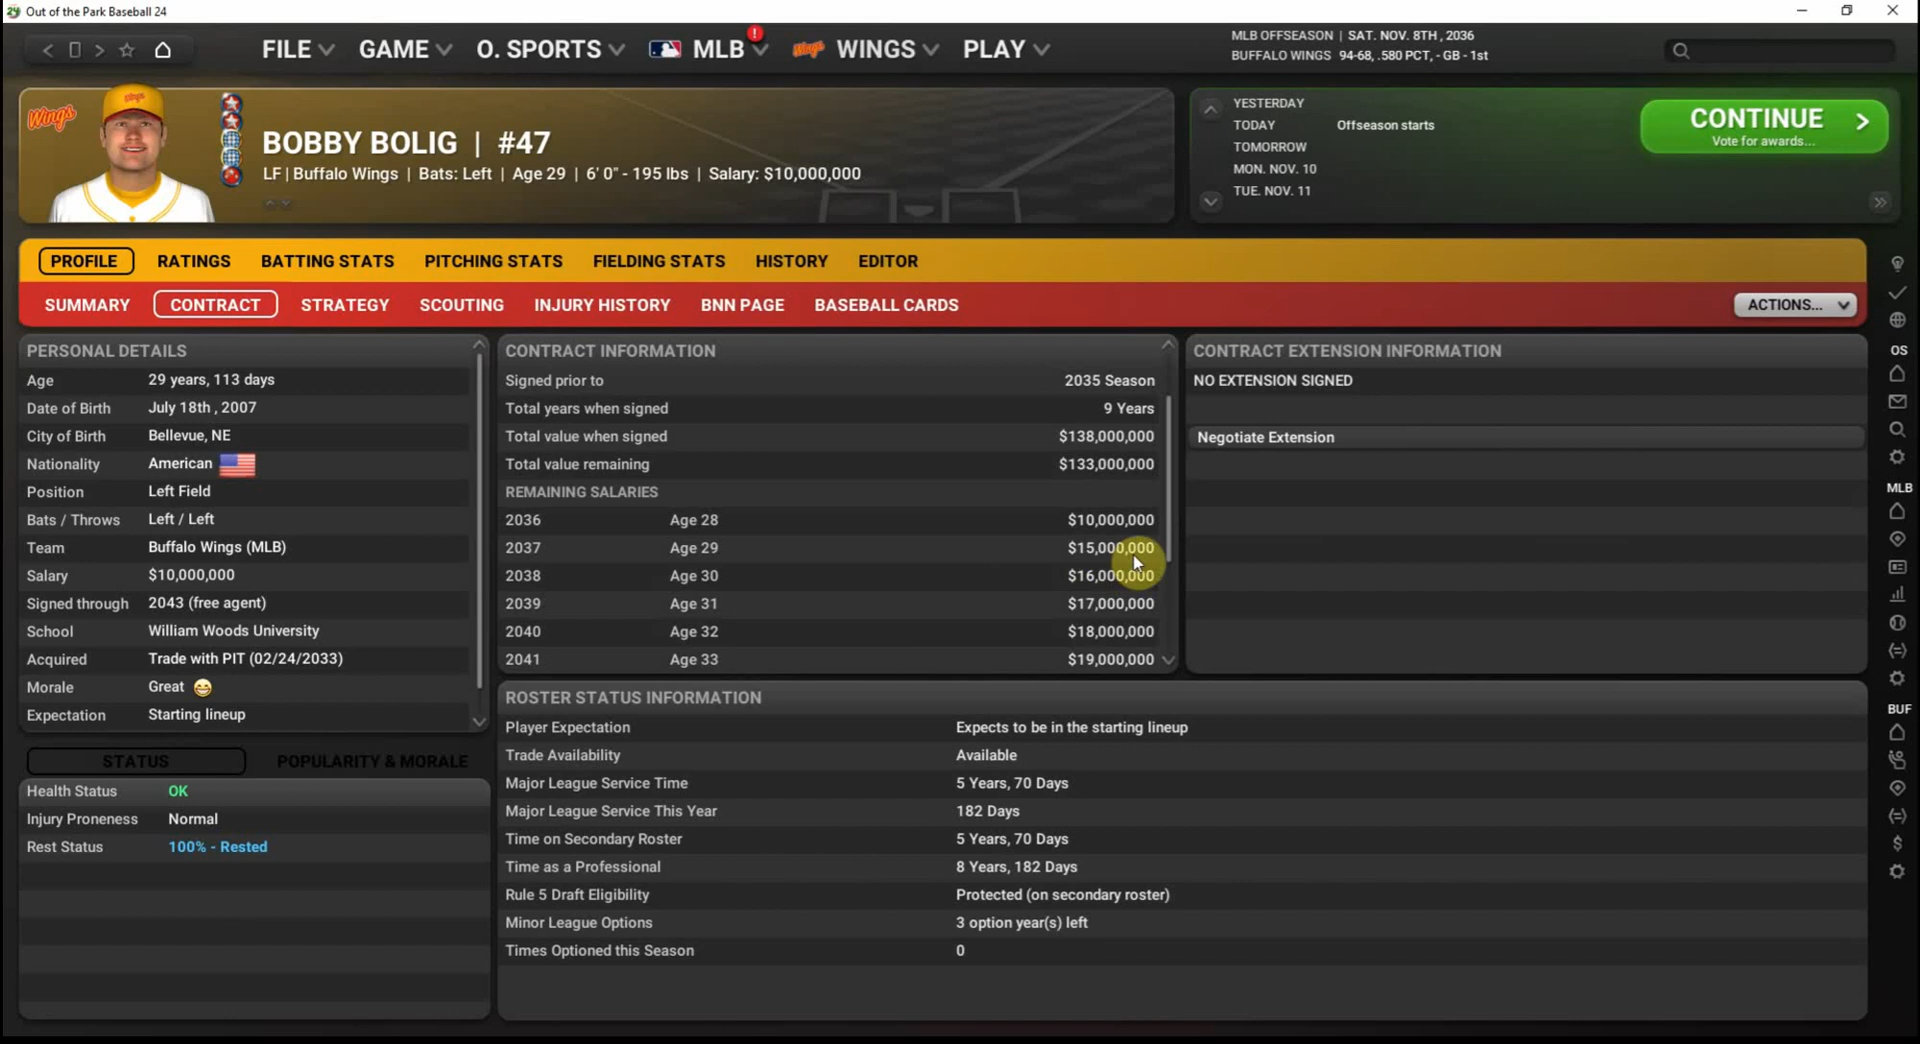 Out of the Park Baseball 24
FILE GAME O. SPORTS MLB WINGS PLAY
MLB OFFSEASON | SAT. NOV. 8TH , 2036
BUFFALO WINGS 94-68, .580 PCT, - GB - 1st
Wings
BOBBY BOLIG | #47
LF | Buffalo Wings | Bats: Left | Age 29 | 6' 0" - 195 lbs | Salary: $10,000,000
YESTERDAY
TODAY Offseason starts
TOMORROW
MON. NOV. 10
TUE. NOV. 11
CONTINUE
Vote for awards...
PROFILE RATINGS BATTING STATS PITCHING STATS FIELDING STATS HISTORY EDITOR
SUMMARY CONTRACT STRATEGY SCOUTING INJURY HISTORY BNN PAGE BASEBALL CARDS
ACTIONS...
PERSONAL DETAILS
Age 29 years, 113 days
Date of Birth July 18th , 2007
City of Birth Bellevue, NE
Nationality American
Position Left Field
Bats / Throws Left / Left
Team Buffalo Wings (MLB)
Salary $10,000,000
Signed through 2043 (free agent)
School William Woods University
Acquired Trade with PIT (02/24/2033)
Morale Great
Expectation Starting lineup
STATUS POPULARITY & MORALE
Health Status OK
Injury Proneness Normal
Rest Status 100% - Rested
CONTRACT INFORMATION
Signed prior to 2035 Season
Total years when signed 9 Years
Total value when signed $138,000,000
Total value remaining $133,000,000
REMAINING SALARIES
2036 Age 28 $10,000,000
2037 Age 29 $15,000,000
2038 Age 30 $16,000,000
2039 Age 31 $17,000,000
2040 Age 32 $18,000,000
2041 Age 33 $19,000,000
CONTRACT EXTENSION INFORMATION
NO EXTENSION SIGNED
Negotiate Extension
ROSTER STATUS INFORMATION
Player Expectation Expects to be in the starting lineup
Trade Availability Available
Major League Service Time 5 Years, 70 Days
Major League Service This Year 182 Days
Time on Secondary Roster 5 Years, 70 Days
Time as a Professional 8 Years, 182 Days
Rule 5 Draft Eligibility Protected (on secondary roster)
Minor League Options 3 option year(s) left
Times Optioned this Season 0
OS
MLB
BUF